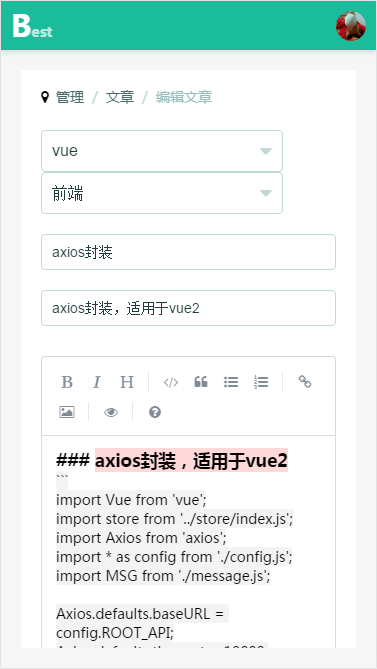 Best
管理 / 文章 / 编辑文章
vue
前端
axios封装
axios封装，适用于vue2
B I H </> “
### axios封装，适用于vue2
```
import Vue from 'vue';
import store from '../store/index.js';
import Axios from 'axios';
import * as config from './config.js';
import MSG from './message.js';
Axios.defaults.baseURL =
config.ROOT_API;